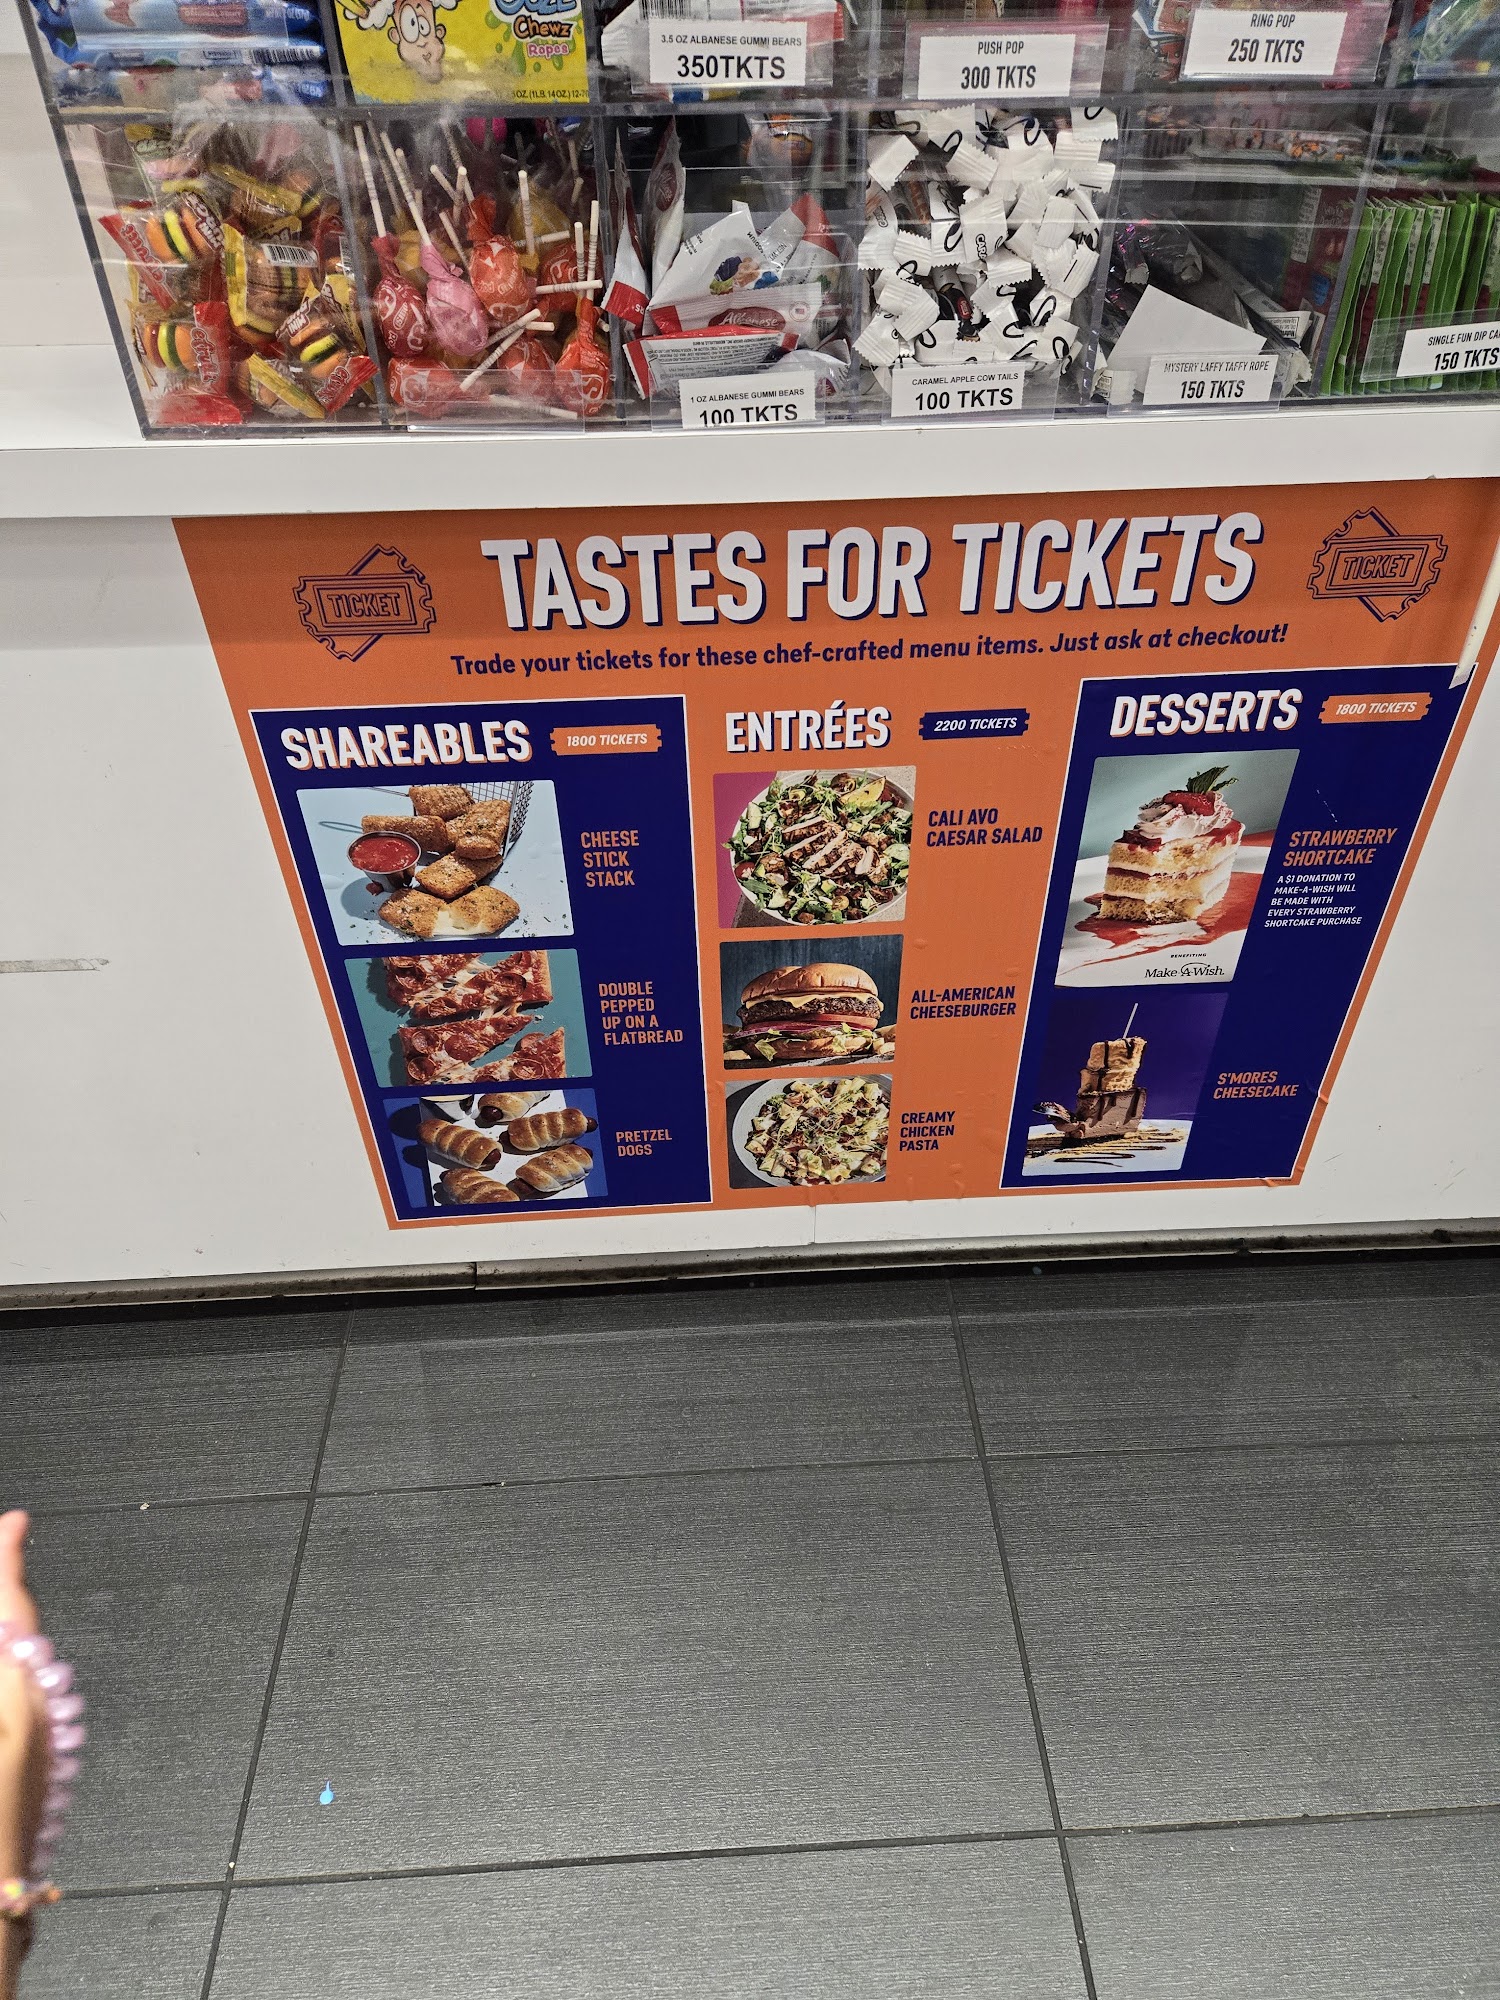 Chewz
Ropes
3.5 OZ ALBANESE GUMMI BEARS
350TKTS
PUSH POP
300 TKTS
RING POP
250 TKTS
1 OZ ALBANESE GUMMI BEARS
100 TKTS
CARAMEL APPLE COW TAILS
100 TKTS
MYSTERY LAFFY TAFFY ROPE
150 TKTS
SINGLE FUN DIP
150 TKTS
TICKET
TASTES FOR TICKETS
TICKET
Trade your tickets for these chef-crafted menu items. Just ask at checkout!
SHAREABLES
1800 TICKETS
CHEESE
STICK
STACK
DOUBLE
PEPPED
UP ON A
FLATBREAD
PRETZEL
DOGS
ENTRÉES
2200 TICKETS
CALI AVO
CAESAR SALAD
ALL-AMERICAN
CHEESEBURGER
CREAMY
CHICKEN
PASTA
DESSERTS
1800 TICKETS
STRAWBERRY
SHORTCAKE
A $1 DONATION TO
MAKE-A-WISH WILL
BE MADE WITH
EVERY STRAWBERRY
SHORTCAKE PURCHASE
BENEFITING
Make-A-Wish.
S'MORES
CHEESECAKE